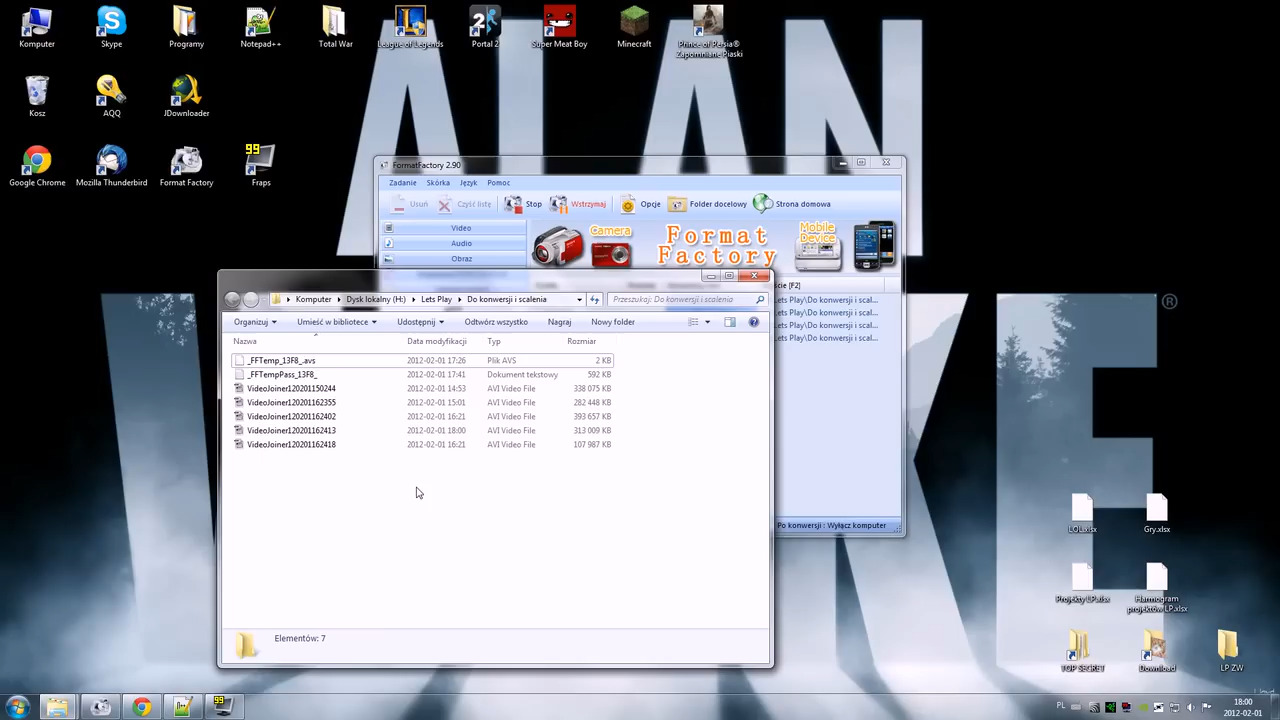 ALAN
WAKE
®
Komputer
Skype
Programy
Notepad++
Total War
League of Legends
Portal 2
Super Meat Boy
Minecraft
Prince of Persia®
Zapomniane Piaski
Kosz
AQQ
JDownloader
Google Chrome
Mozilla Thunderbird
Format Factory
99
Fraps
FormatFactory 2.90
Zadanie Skórka Język Pomoc
Usuń Czyść listę Stop Wstrzymaj Opcje Folder docelowy Strona domowa
Video
Audio
Obraz
Camera
Format
Factory
Mobile
Device
ście [F2]
Lets Play\Do konwersji i scal...
Lets Play\Do konwersji i scal...
Lets Play\Do konwersji i scal...
Lets Play\Do konwersji i scal...
Po konwersji : Wyłącz komputer
Komputer Dysk lokalny (H:) Lets Play Do konwersji i scalenia
Przeszukaj: Do konwersji i scalenia
Organizuj Umieść w bibliotece Udostępnij Odtwórz wszystko Nagraj Nowy folder
Nazwa Data modyfikacji Typ Rozmiar
_FFTemp_13F8_.avs 2012-02-01 17:26 Plik AVS 2 KB
_FFTempPass_13F8_ 2012-02-01 17:41 Dokument tekstowy 592 KB
VideoJoiner120201150244 2012-02-01 14:53 AVI Video File 338 075 KB
VideoJoiner120201162355 2012-02-01 15:01 AVI Video File 282 448 KB
VideoJoiner120201162402 2012-02-01 16:21 AVI Video File 393 657 KB
VideoJoiner120201162413 2012-02-01 18:00 AVI Video File 313 009 KB
VideoJoiner120201162418 2012-02-01 16:21 AVI Video File 107 987 KB
Elementów: 7
LOL.xlsx
Gry.xlsx
Projekty LP.xlsx
Harmogram
projektów LP.xlsx
TOP SECRET
Download
LP ZW
99
PL
18:00
2012-02-01